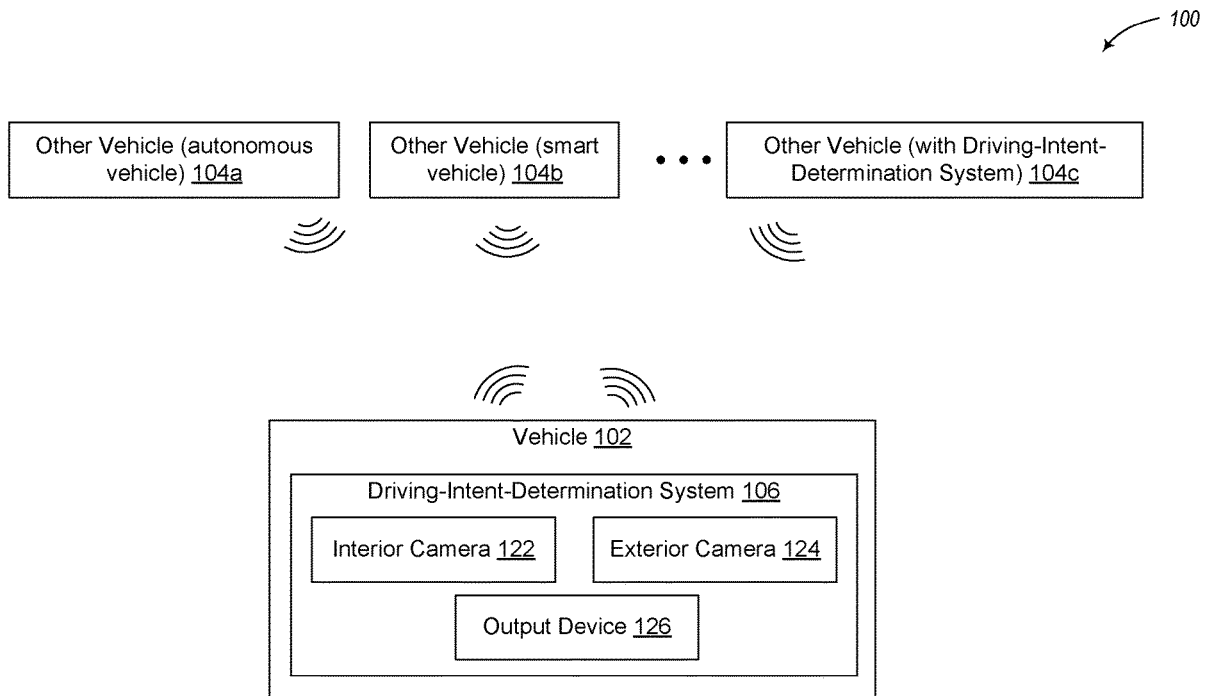 100
Other Vehicle (autonomous
vehicle) 104a
Other Vehicle (smart
vehicle) 104b
Other Vehicle (with Driving-Intent-
Determination System) 104c
Vehicle 102
Driving-Intent-Determination System 106
Interior Camera 122
Exterior Camera 124
Output Device 126